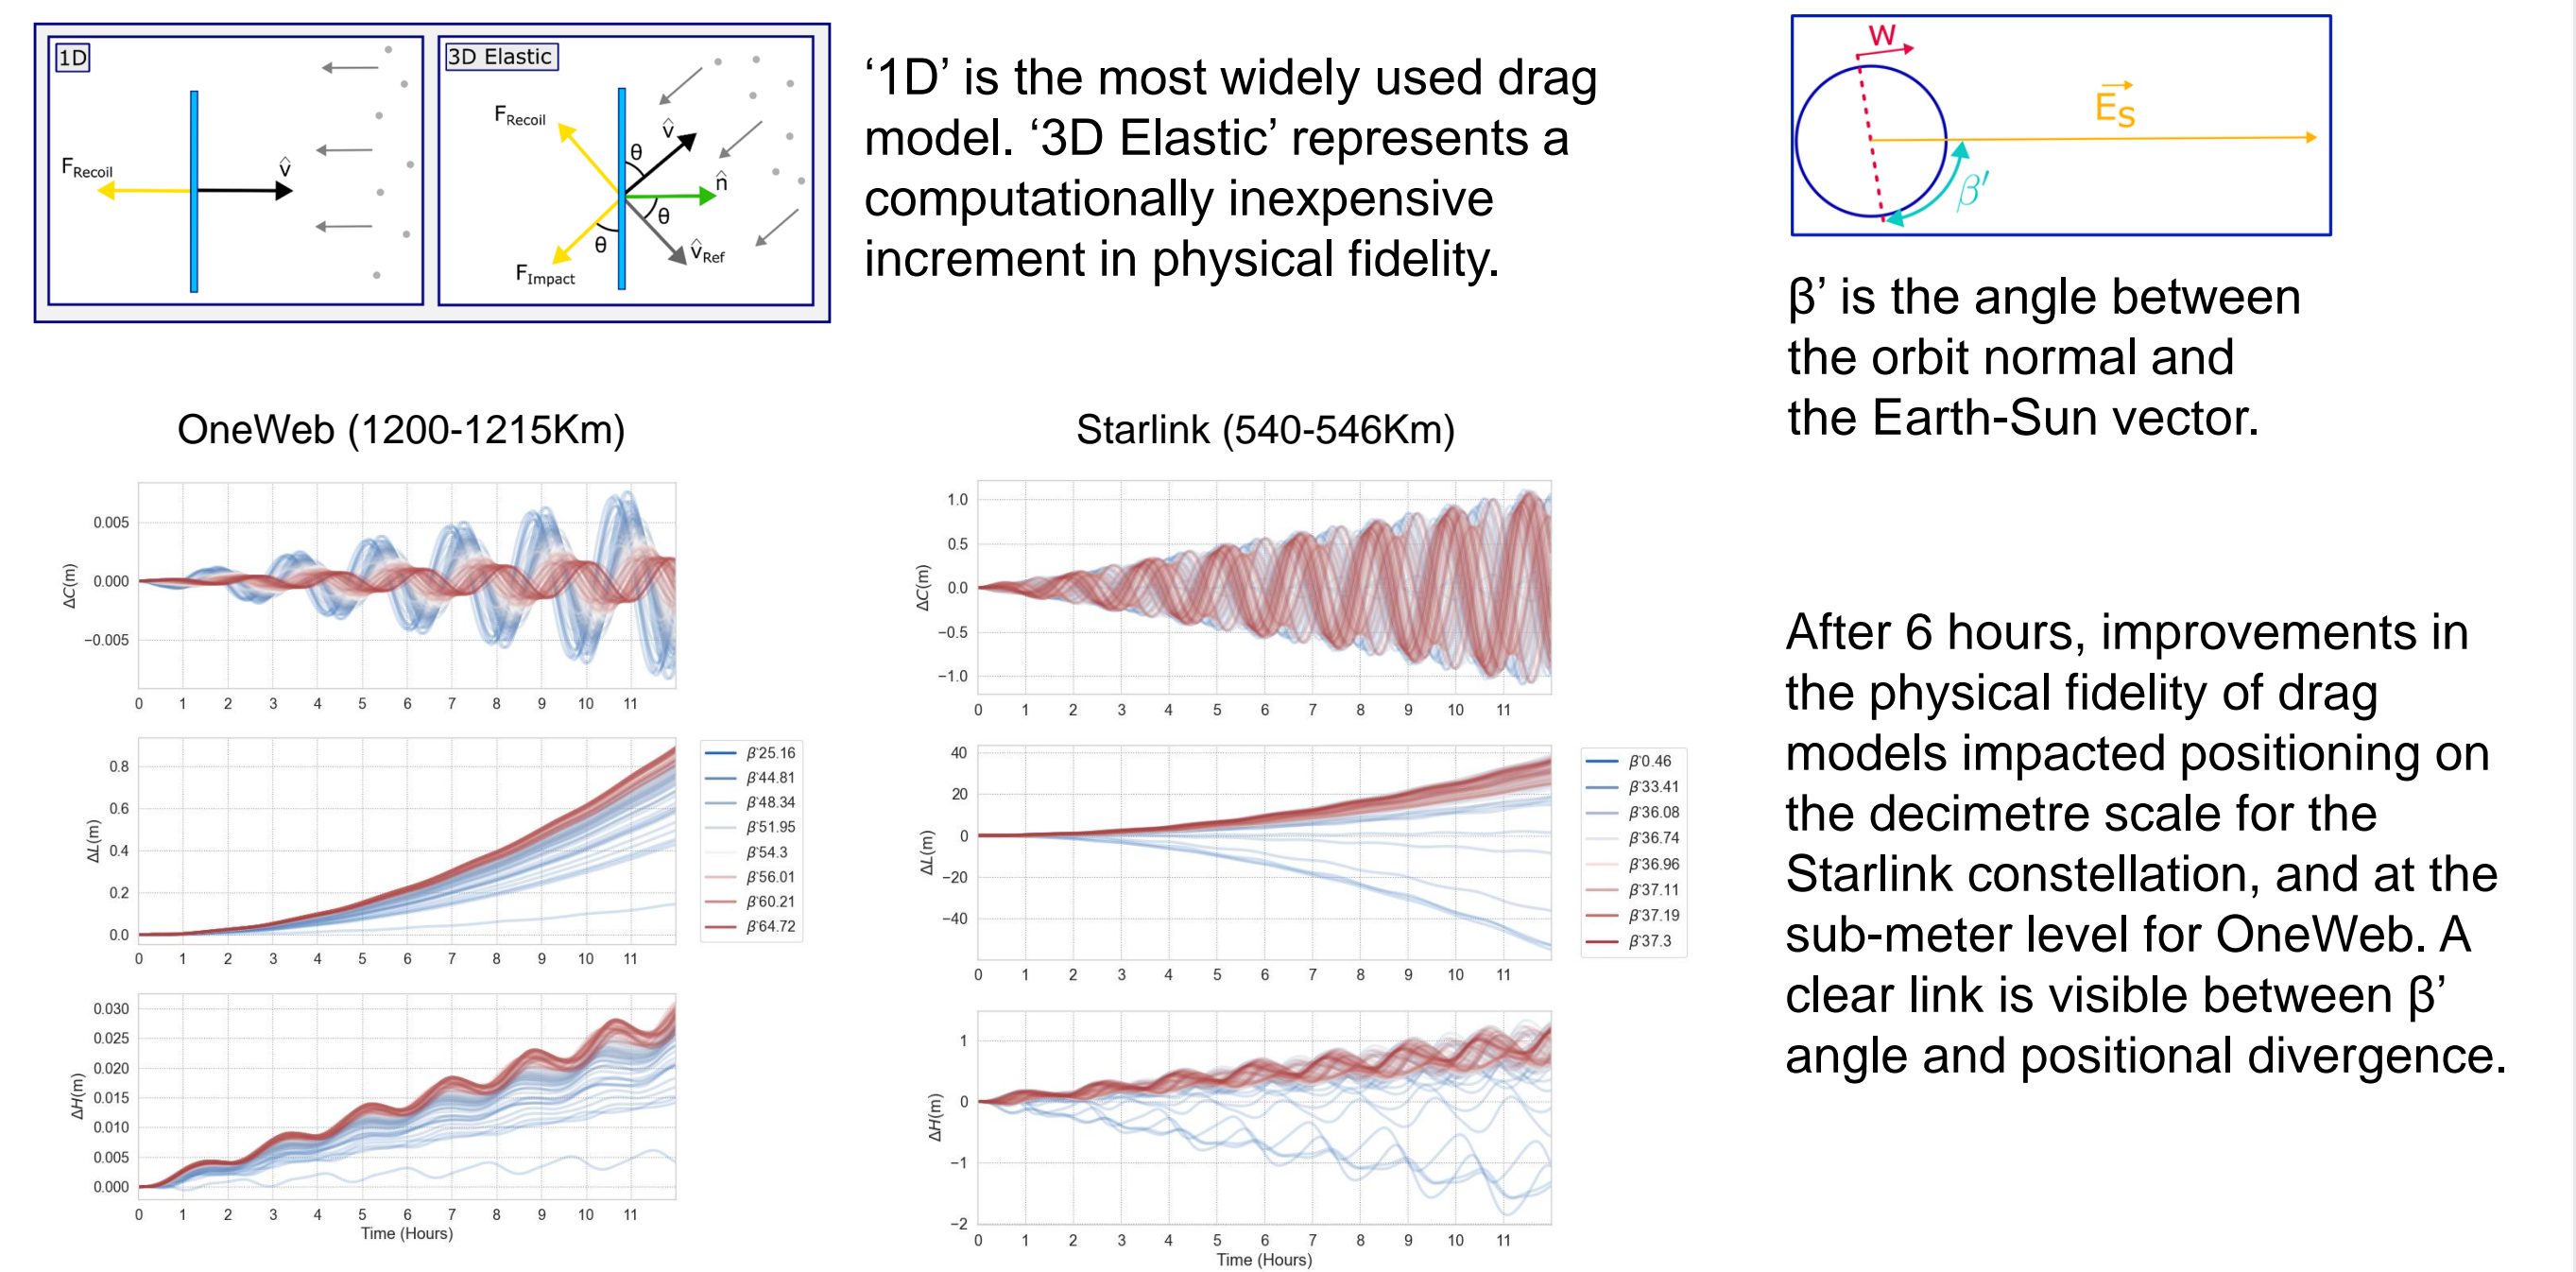 1D
F_Recoil
v̂
3D Elastic
F_Recoil
θ
v̂
n̂
θ
θ
F_Impact
v̂_Ref
‘1D’ is the most widely used drag
model. ‘3D Elastic’ represents a
computationally inexpensive
increment in physical fidelity.
W
E_S
β'
β’ is the angle between
the orbit normal and
the Earth-Sun vector.
OneWeb (1200-1215Km)
ΔC(m)
0.005
0.000
−0.005
0 1 2 3 4 5 6 7 8 9 10 11
ΔL(m)
0.8
0.6
0.4
0.2
0.0
0 1 2 3 4 5 6 7 8 9 10 11
β`25.16
β`44.81
β`48.34
β`51.95
β`54.3
β`56.01
β`60.21
β`64.72
ΔH(m)
0.030
0.025
0.020
0.015
0.010
0.005
0.000
0 1 2 3 4 5 6 7 8 9 10 11
Time (Hours)
Starlink (540-546Km)
ΔC(m)
1.0
0.5
0.0
−0.5
−1.0
0 1 2 3 4 5 6 7 8 9 10 11
ΔL(m)
40
20
0
−20
−40
0 1 2 3 4 5 6 7 8 9 10 11
β`0.46
β`33.41
β`36.08
β`36.74
β`36.96
β`37.11
β`37.19
β`37.3
ΔH(m)
1
0
−1
−2
0 1 2 3 4 5 6 7 8 9 10 11
Time (Hours)
After 6 hours, improvements in
the physical fidelity of drag
models impacted positioning on
the decimetre scale for the
Starlink constellation, and at the
sub-meter level for OneWeb. A
clear link is visible between β’
angle and positional divergence.